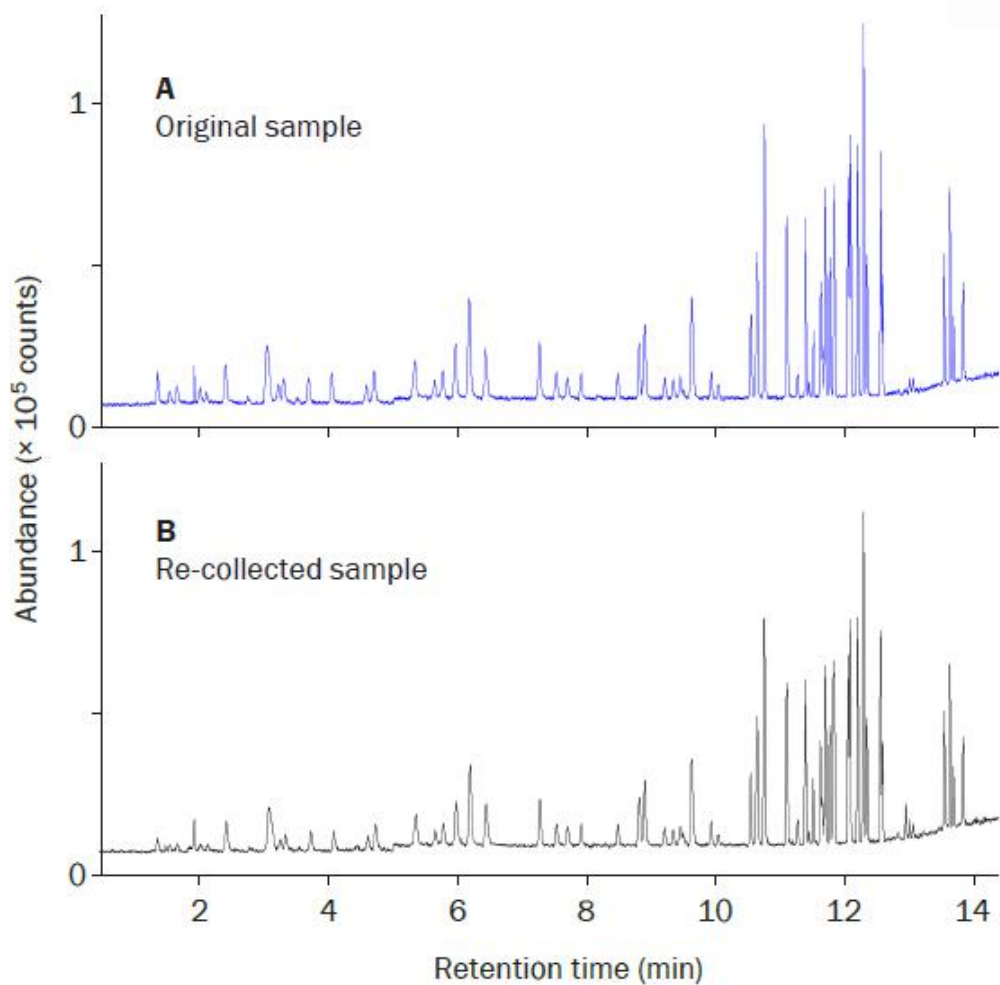 A
Original sample
1
0
B
Re-collected sample
1
0
2 4 6 8 10 12 14
Abundance (× 10⁵ counts)
Retention time (min)